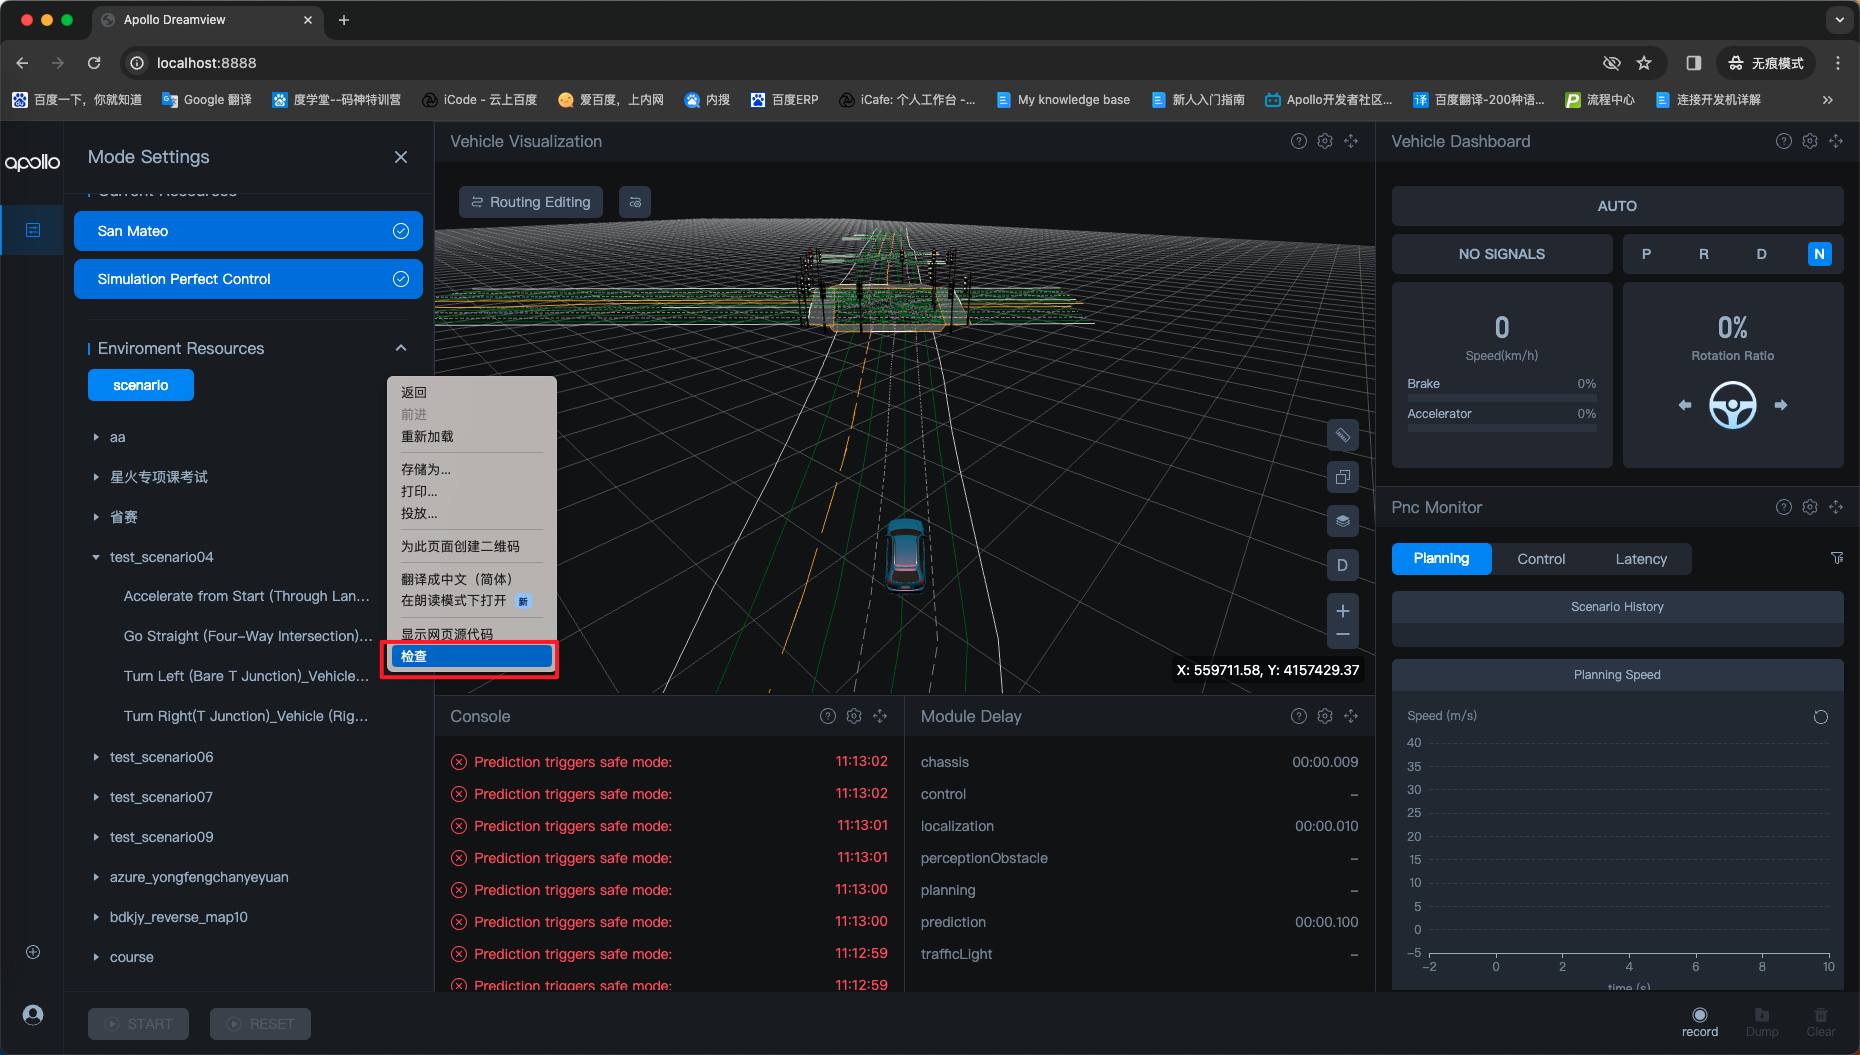 Apollo Dreamview
localhost:8888
无痕模式
百度一下，你就知道
Google 翻译
度学堂--码神特训营
iCode - 云上百度
爱百度，上内网
内搜
百度ERP
iCafe: 个人工作台 -...
My knowledge base
新人入门指南
Apollo开发者社区...
百度翻译-200种语...
流程中心
连接开发机详解
apollo
Mode Settings
Current Resources
San Mateo
Simulation Perfect Control
Enviroment Resources
scenario
aa
星火专项课考试
省赛
test_scenario04
Accelerate from Start (Through Lan...
Go Straight (Four-Way Intersection)...
Turn Left (Bare T Junction)_Vehicle...
Turn Right(T Junction)_Vehicle (Rig...
test_scenario06
test_scenario07
test_scenario09
azure_yongfengchanyeyuan
bdkjy_reverse_map10
course
START
RESET
返回
前进
重新加载
存储为...
打印...
投放...
为此页面创建二维码
翻译成中文（简体）
在朗读模式下打开 新
显示网页源代码
检查
Vehicle Visualization
Routing Editing
D
X: 559711.58, Y: 4157429.37
Console
Prediction triggers safe mode: 11:13:02
Prediction triggers safe mode: 11:13:02
Prediction triggers safe mode: 11:13:01
Prediction triggers safe mode: 11:13:01
Prediction triggers safe mode: 11:13:00
Prediction triggers safe mode: 11:13:00
Prediction triggers safe mode: 11:12:59
Prediction triggers safe mode: 11:12:59
Module Delay
chassis 00:00.009
control –
localization 00:00.010
perceptionObstacle –
planning –
prediction 00:00.100
trafficLight –
Vehicle Dashboard
AUTO
NO SIGNALS
P R D N
0
Speed(km/h)
Brake 0%
Accelerator 0%
0%
Rotation Ratio
Pnc Monitor
Planning Control Latency
Scenario History
Planning Speed
Speed (m/s)
40
35
30
25
20
15
10
5
0
-5
-2 0 2 4 6 8 10
time (s)
record
Dump
Clear